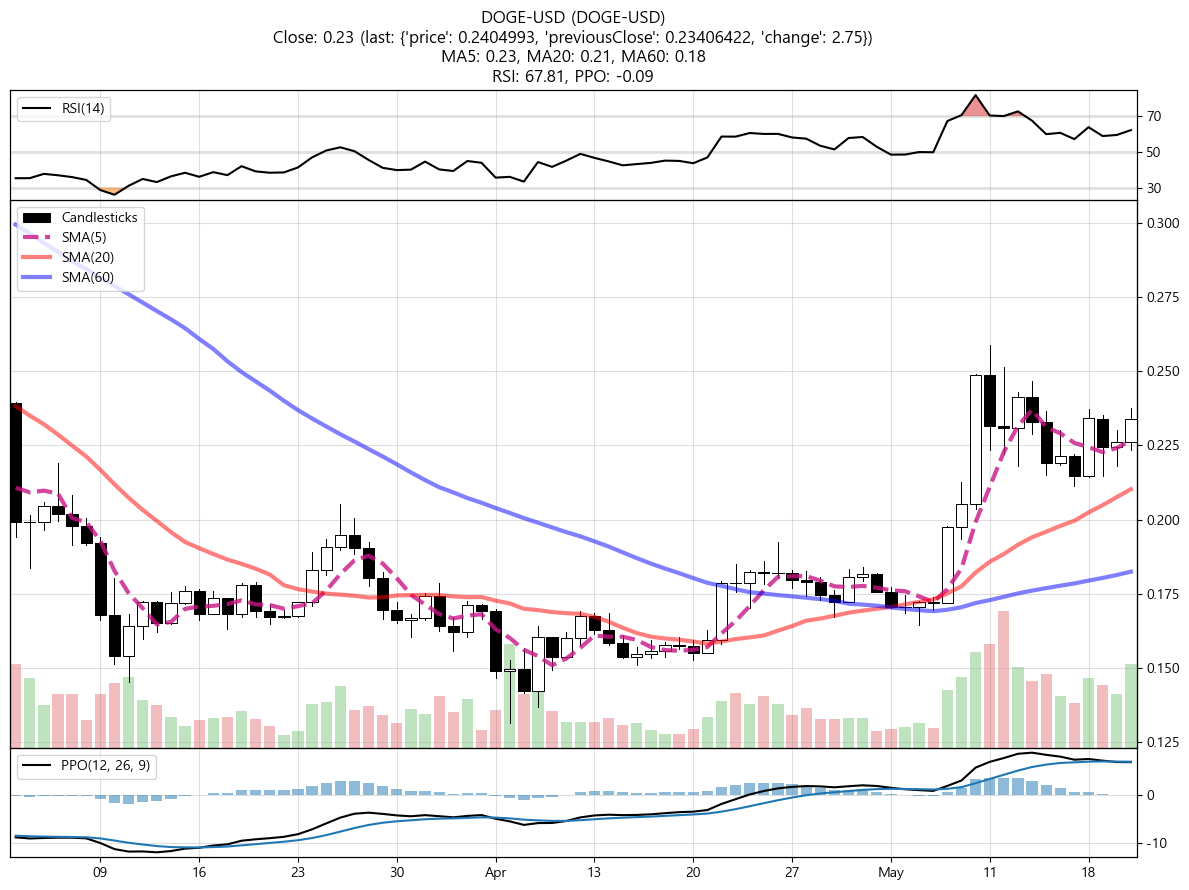 DOGE-USD (DOGE-USD)
Close: 0.23 (last: {'price': 0.2404993, 'previousClose': 0.23406422, 'change': 2.75})
MA5: 0.23, MA20: 0.21, MA60: 0.18
RSI: 67.81, PPO: -0.09
RSI(14)
70
50
30
Candlesticks
SMA(5)
SMA(20)
SMA(60)
0.300
0.275
0.250
0.225
0.200
0.175
0.150
0.125
PPO(12, 26, 9)
0
-10
09
16
23
30
Apr
13
20
27
May
11
18